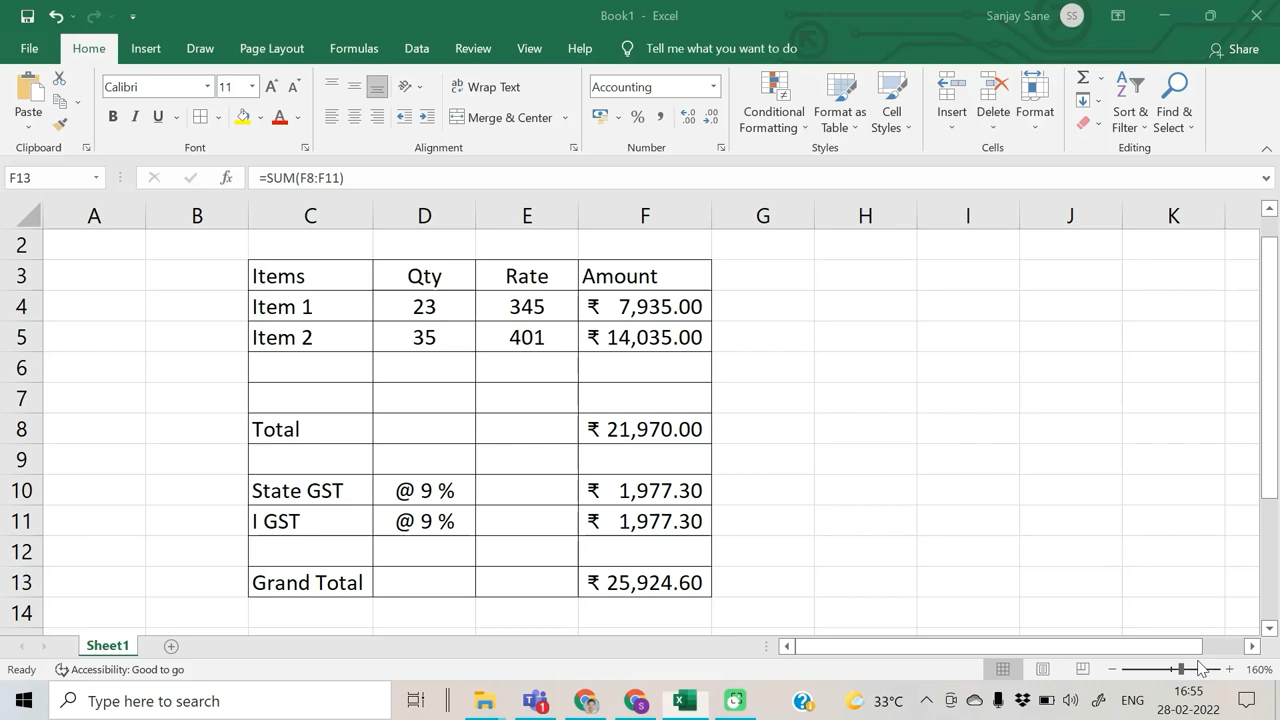 Book1 - Excel
Sanjay Sane
SS
File Home Insert Draw Page Layout Formulas Data Review View Help Tell me what you want to do Share
Calibri 11 Wrap Text Accounting
Paste B I U Merge & Center % Conditional Formatting Format as Table Cell Styles Insert Delete Format Sort & Filter Find & Select
Clipboard Font Alignment Number Styles Cells Editing
F13 fx =SUM(F8:F11)
A B C D E F G H I J K
2
3 Items Qty Rate Amount
4 Item 1 23 345 ₹ 7,935.00
5 Item 2 35 401 ₹ 14,035.00
6
7
8 Total ₹ 21,970.00
9
10 State GST @ 9 % ₹ 1,977.30
11 I GST @ 9 % ₹ 1,977.30
12
13 Grand Total ₹ 25,924.60
14
Sheet1
Ready Accessibility: Good to go 160%
Type here to search 33°C ENG 16:55
28-02-2022